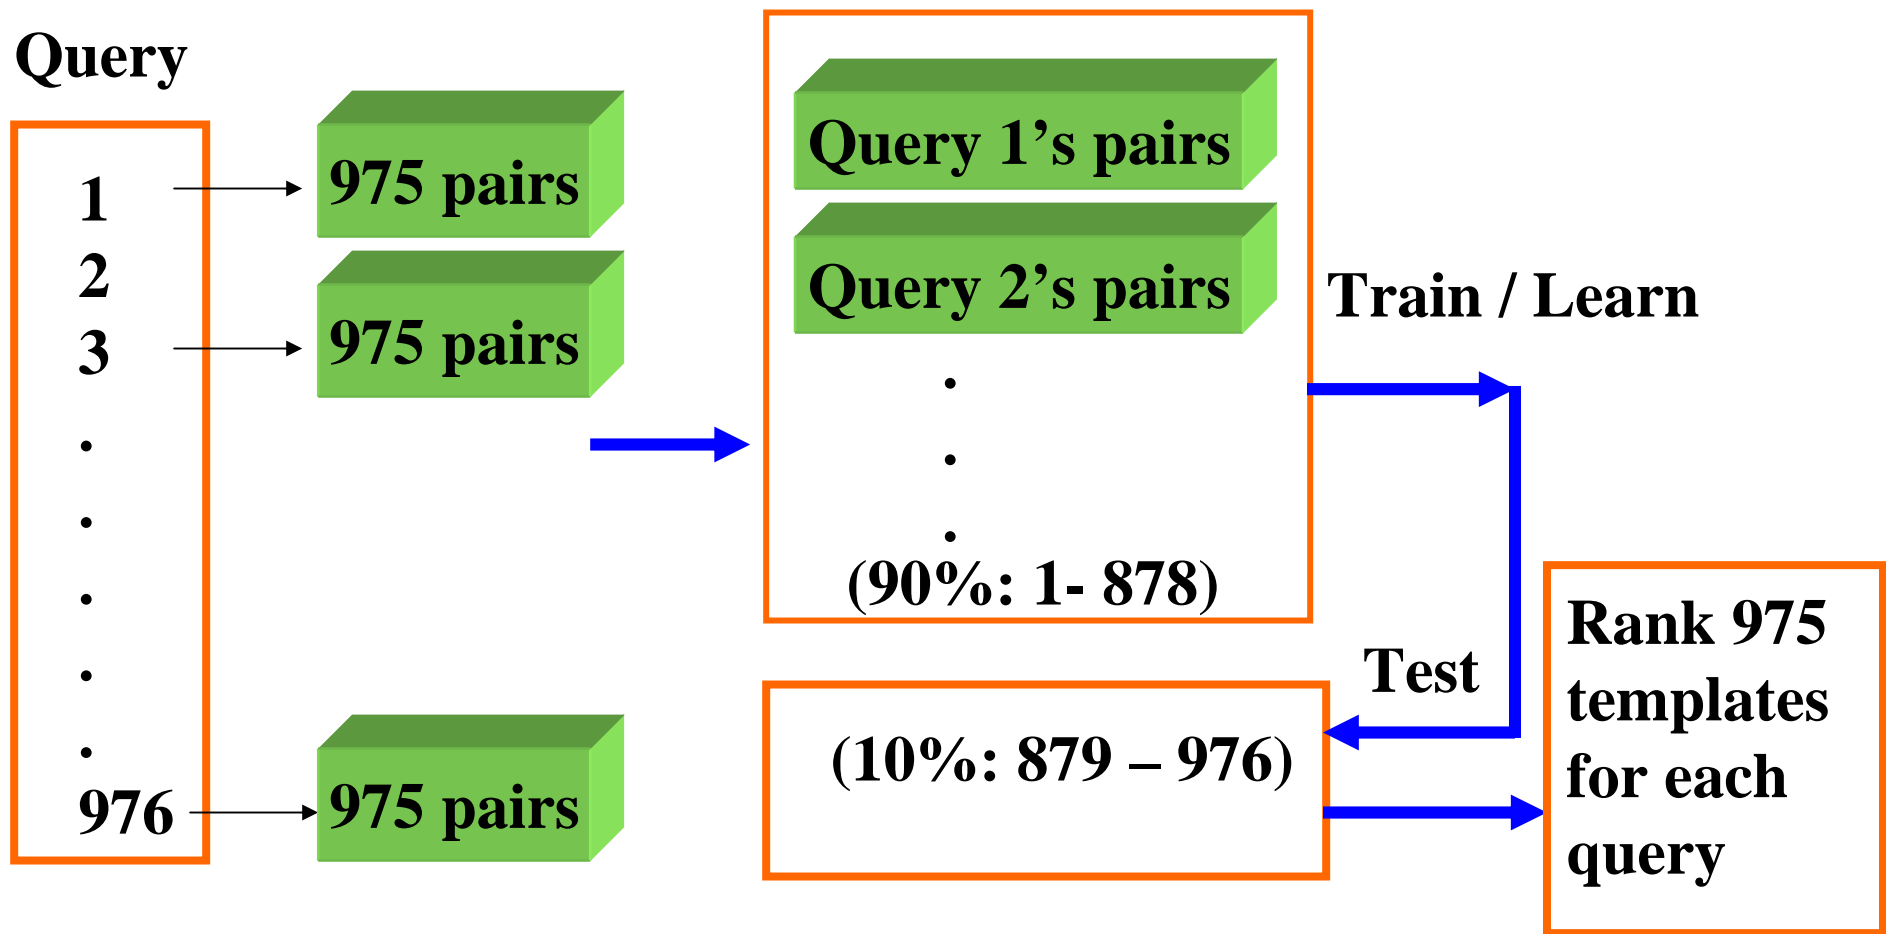 Query
1
2
3
.
.
.
.
.
976
975 pairs
975 pairs
975 pairs
Query 1’s pairs
Query 2’s pairs
.
.
.
(90%: 1- 878)
Train / Learn
Test
(10%: 879 – 976)
Rank 975
templates
for each
query